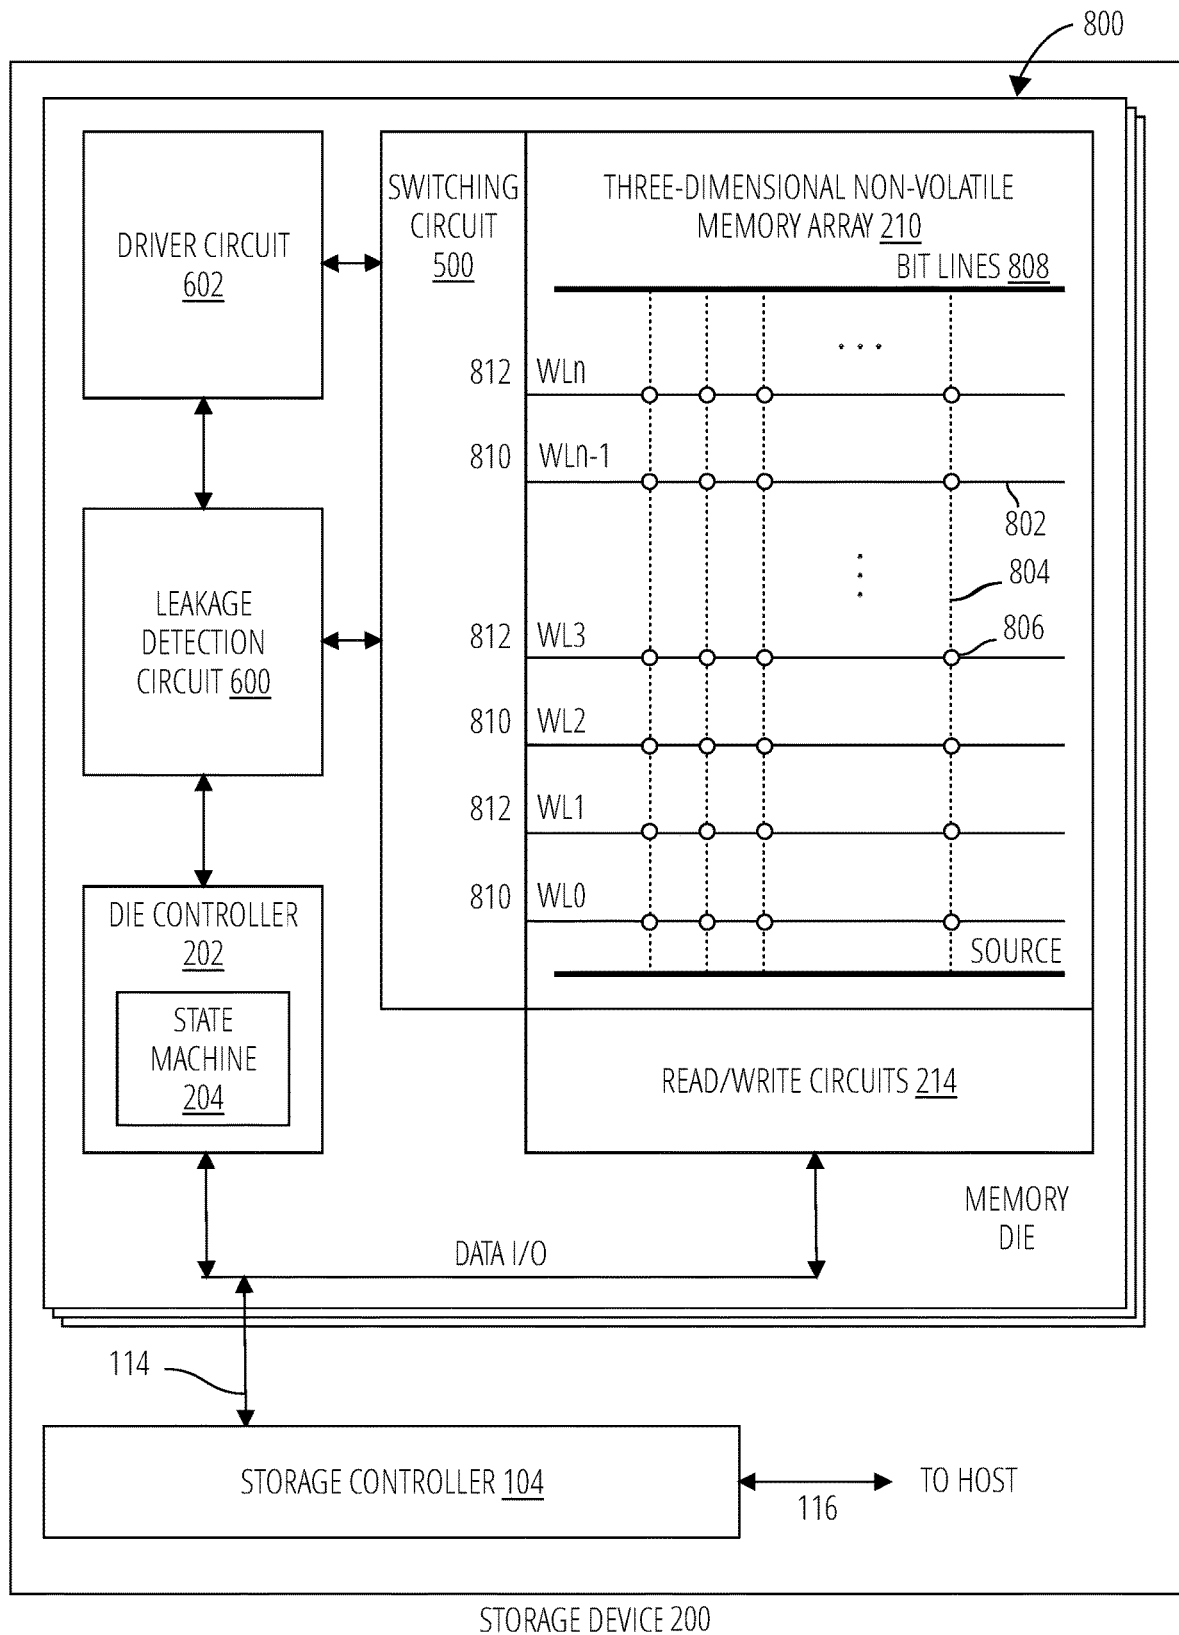 800
DRIVER CIRCUIT
602
SWITCHING
CIRCUIT
500
THREE-DIMENSIONAL NON-VOLATILE
MEMORY ARRAY 210
BIT LINES 808
. . .
812 WLn
810 WLn-1
802
804
806
812 WL3
810 WL2
812 WL1
810 WL0
SOURCE
LEAKAGE
DETECTION
CIRCUIT 600
DIE CONTROLLER
202
STATE
MACHINE
204
READ/WRITE CIRCUITS 214
MEMORY
DIE
DATA I/O
114
STORAGE CONTROLLER 104
116
TO HOST
STORAGE DEVICE 200